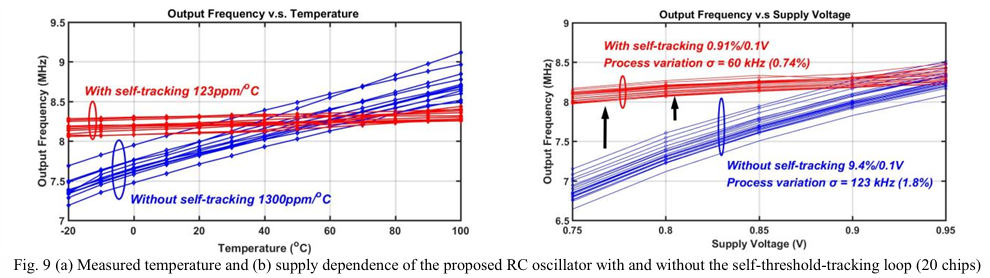 Output Frequency v.s. Temperature
9.5
9
8.5
8
7.5
7
Output Frequency (MHz)
With self-tracking 123ppm/°C
Without self-tracking 1300ppm/°C
-20 0 20 40 60 80 100
Temperature (°C)
Output Frequency v.s Supply Voltage
9
8.5
8
7.5
7
6.5
Output Frequency (MHz)
With self-tracking 0.91%/0.1V
Process variation σ = 60 kHz (0.74%)
Without self-tracking 9.4%/0.1V
Process variation σ = 123 kHz (1.8%)
0.75 0.8 0.85 0.9 0.95
Supply Voltage (V)
Fig. 9 (a) Measured temperature and (b) supply dependence of the proposed RC oscillator with and without the self-threshold-tracking loop (20 chips)